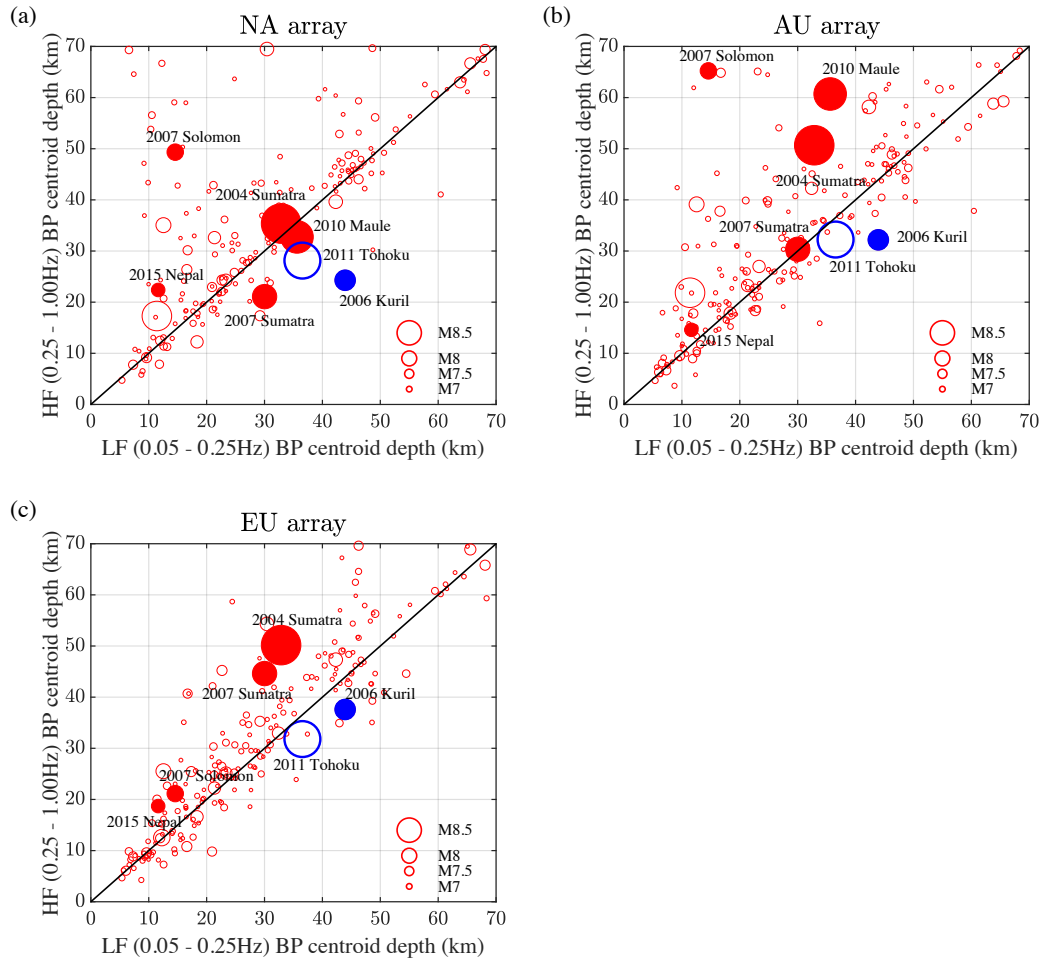 (a)
NA array
HF (0.25 - 1.00Hz) BP centroid depth (km)
70
60
50
40
30
20
10
0
2007 Solomon
2004 Sumatra
2010 Maule
2011 Tohoku
2015 Nepal
2006 Kuril
2007 Sumatra
M8.5
M8
M7.5
M7
0 10 20 30 40 50 60 70
LF (0.05 - 0.25Hz) BP centroid depth (km)
(b)
AU array
HF (0.25 - 1.00Hz) BP centroid depth (km)
70
60
50
40
30
20
10
0
2007 Solomon
2010 Maule
2004 Sumatra
2007 Sumatra
2006 Kuril
2011 Tohoku
2015 Nepal
M8.5
M8
M7.5
M7
0 10 20 30 40 50 60 70
LF (0.05 - 0.25Hz) BP centroid depth (km)
(c)
EU array
HF (0.25 - 1.00Hz) BP centroid depth (km)
70
60
50
40
30
20
10
0
2004 Sumatra
2007 Sumatra
2006 Kuril
2011 Tohoku
2007 Solomon
2015 Nepal
M8.5
M8
M7.5
M7
0 10 20 30 40 50 60 70
LF (0.05 - 0.25Hz) BP centroid depth (km)